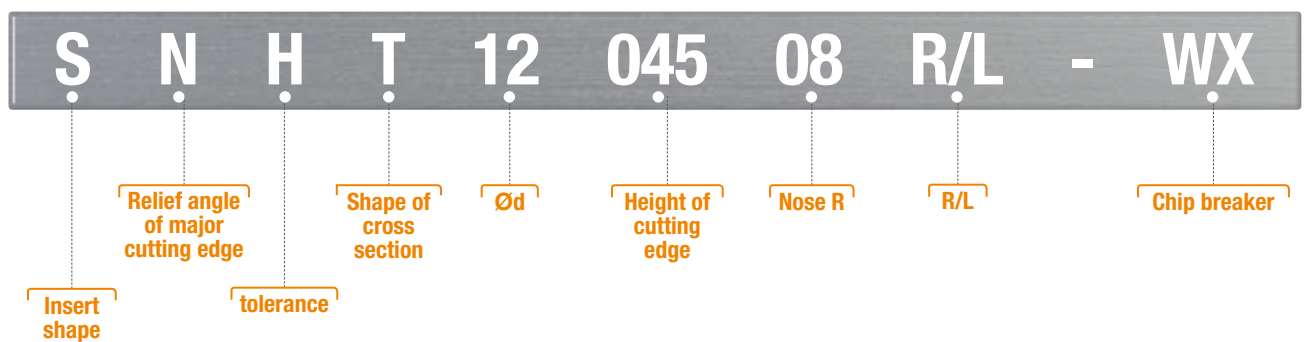 S N H T 12 045 08 R/L - WX
Relief angle
of major
cutting edge
Shape of
cross
section
Ød
Height of
cutting
edge
Nose R
R/L
Chip breaker
Insert
shape
tolerance